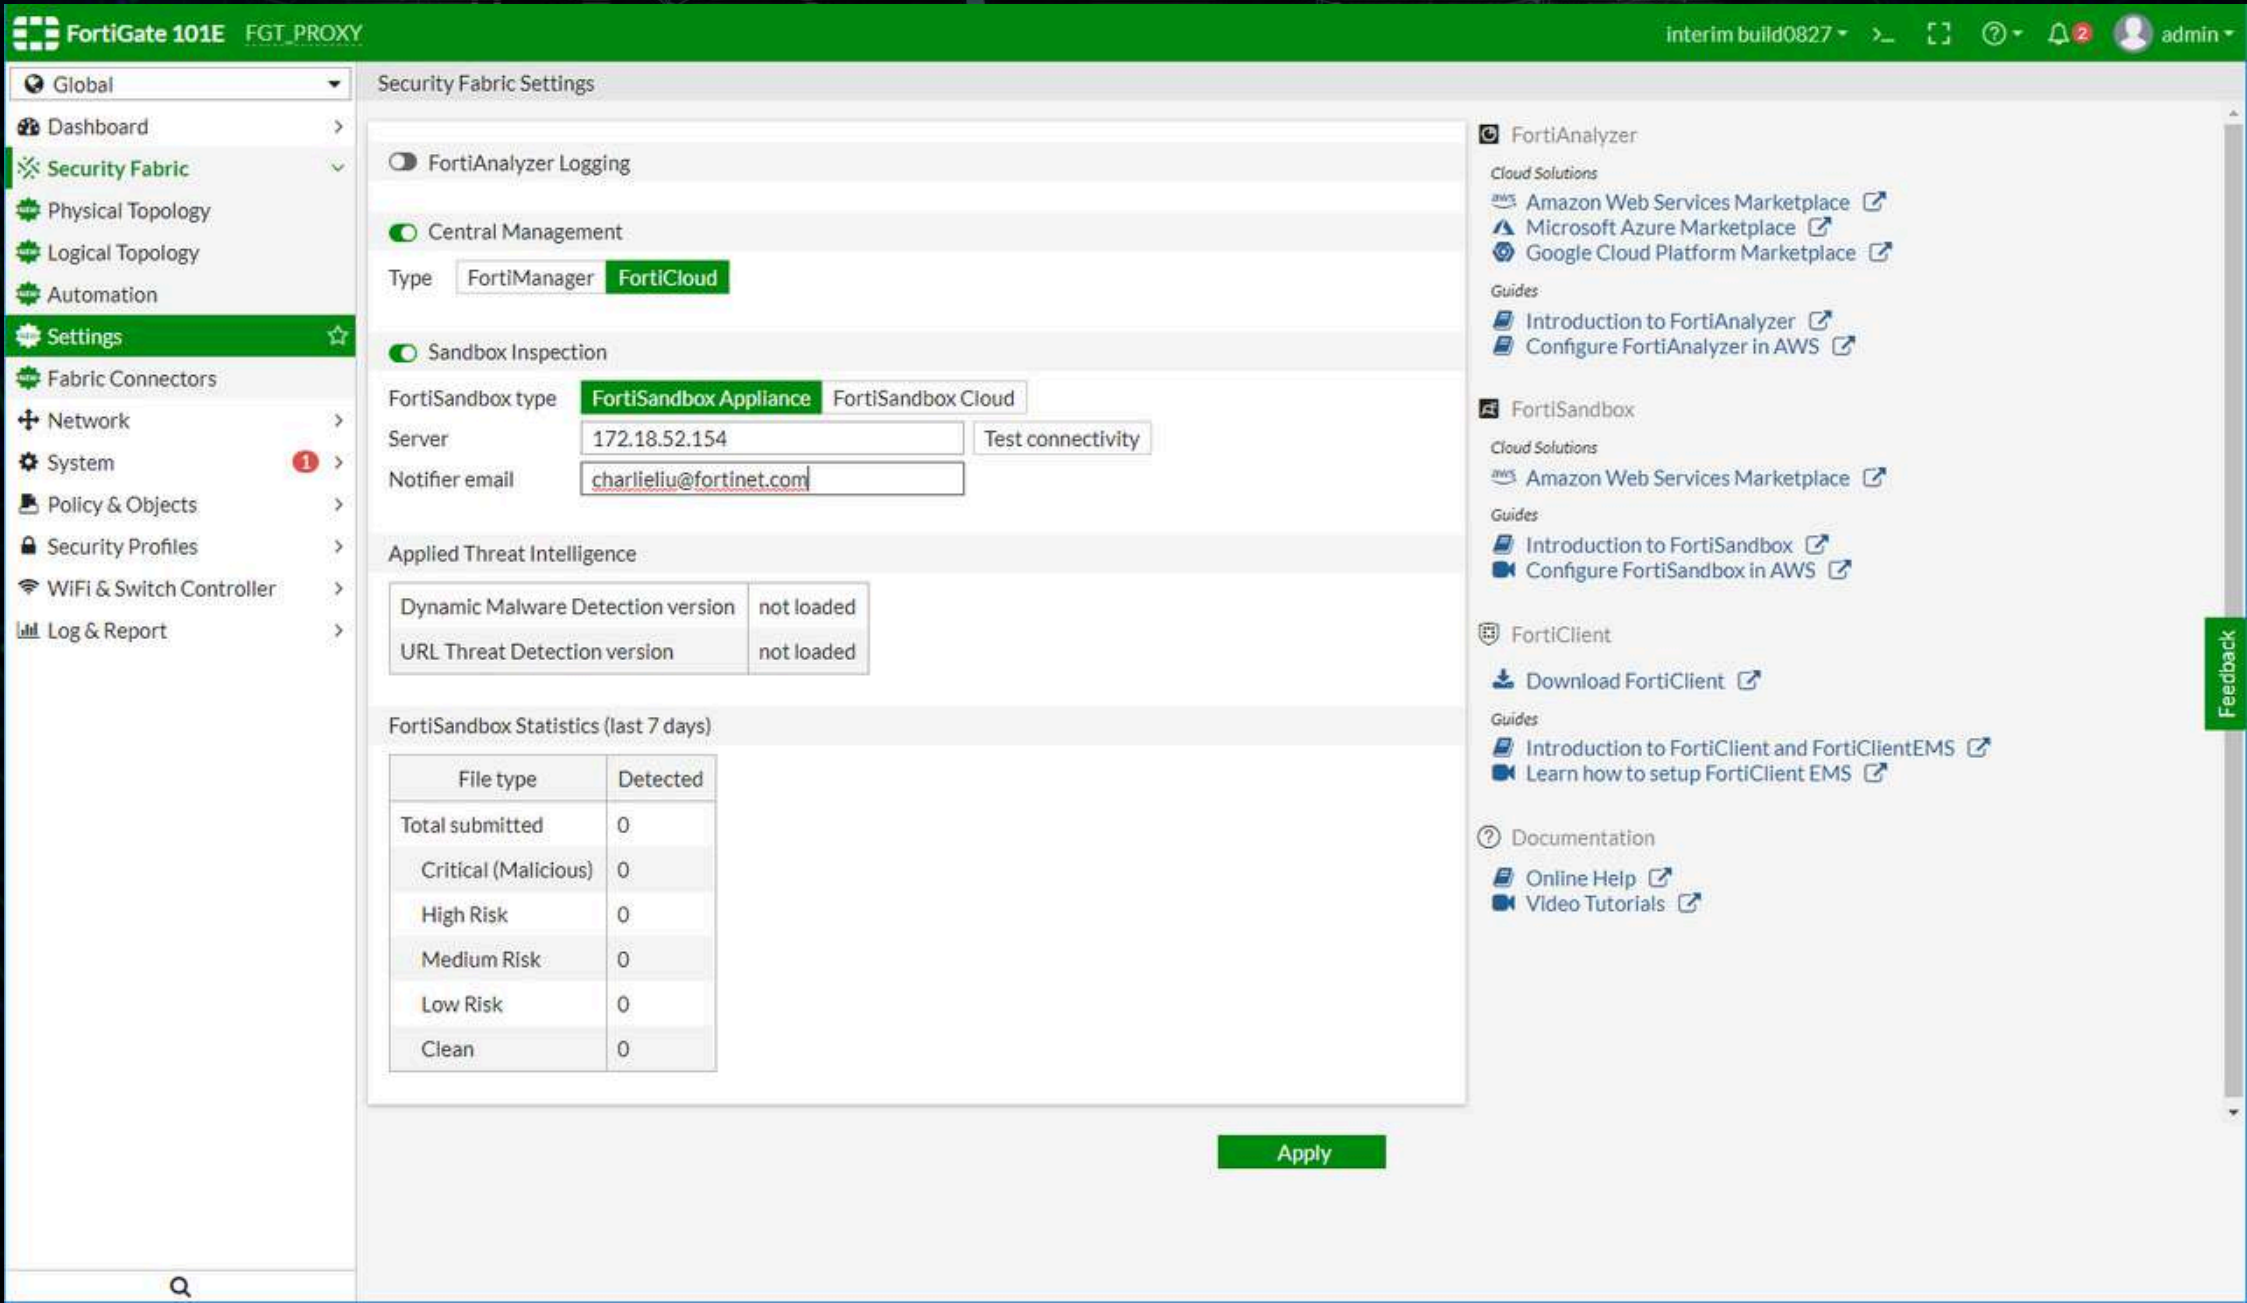 FortiGate 101E FGT_PROXY
interim build0827 >_ 2 admin
Global
Dashboard
Security Fabric
Physical Topology
Logical Topology
Automation
Settings
Fabric Connectors
Network
System 1
Policy & Objects
Security Profiles
WiFi & Switch Controller
Log & Report
Security Fabric Settings
FortiAnalyzer Logging
Central Management
Type FortiManager FortiCloud
Sandbox Inspection
FortiSandbox type FortiSandbox Appliance FortiSandbox Cloud
Server 172.18.52.154 Test connectivity
Notifier email charlieliu@fortinet.com
Applied Threat Intelligence
Dynamic Malware Detection version not loaded
URL Threat Detection version not loaded
FortiSandbox Statistics (last 7 days)
File type Detected
Total submitted 0
Critical (Malicious) 0
High Risk 0
Medium Risk 0
Low Risk 0
Clean 0
Apply
FortiAnalyzer
Cloud Solutions
aws Amazon Web Services Marketplace
Microsoft Azure Marketplace
Google Cloud Platform Marketplace
Guides
Introduction to FortiAnalyzer
Configure FortiAnalyzer in AWS
FortiSandbox
Cloud Solutions
aws Amazon Web Services Marketplace
Guides
Introduction to FortiSandbox
Configure FortiSandbox in AWS
FortiClient
Download FortiClient
Guides
Introduction to FortiClient and FortiClient EMS
Learn how to setup FortiClient EMS
Documentation
Online Help
Video Tutorials
Feedback